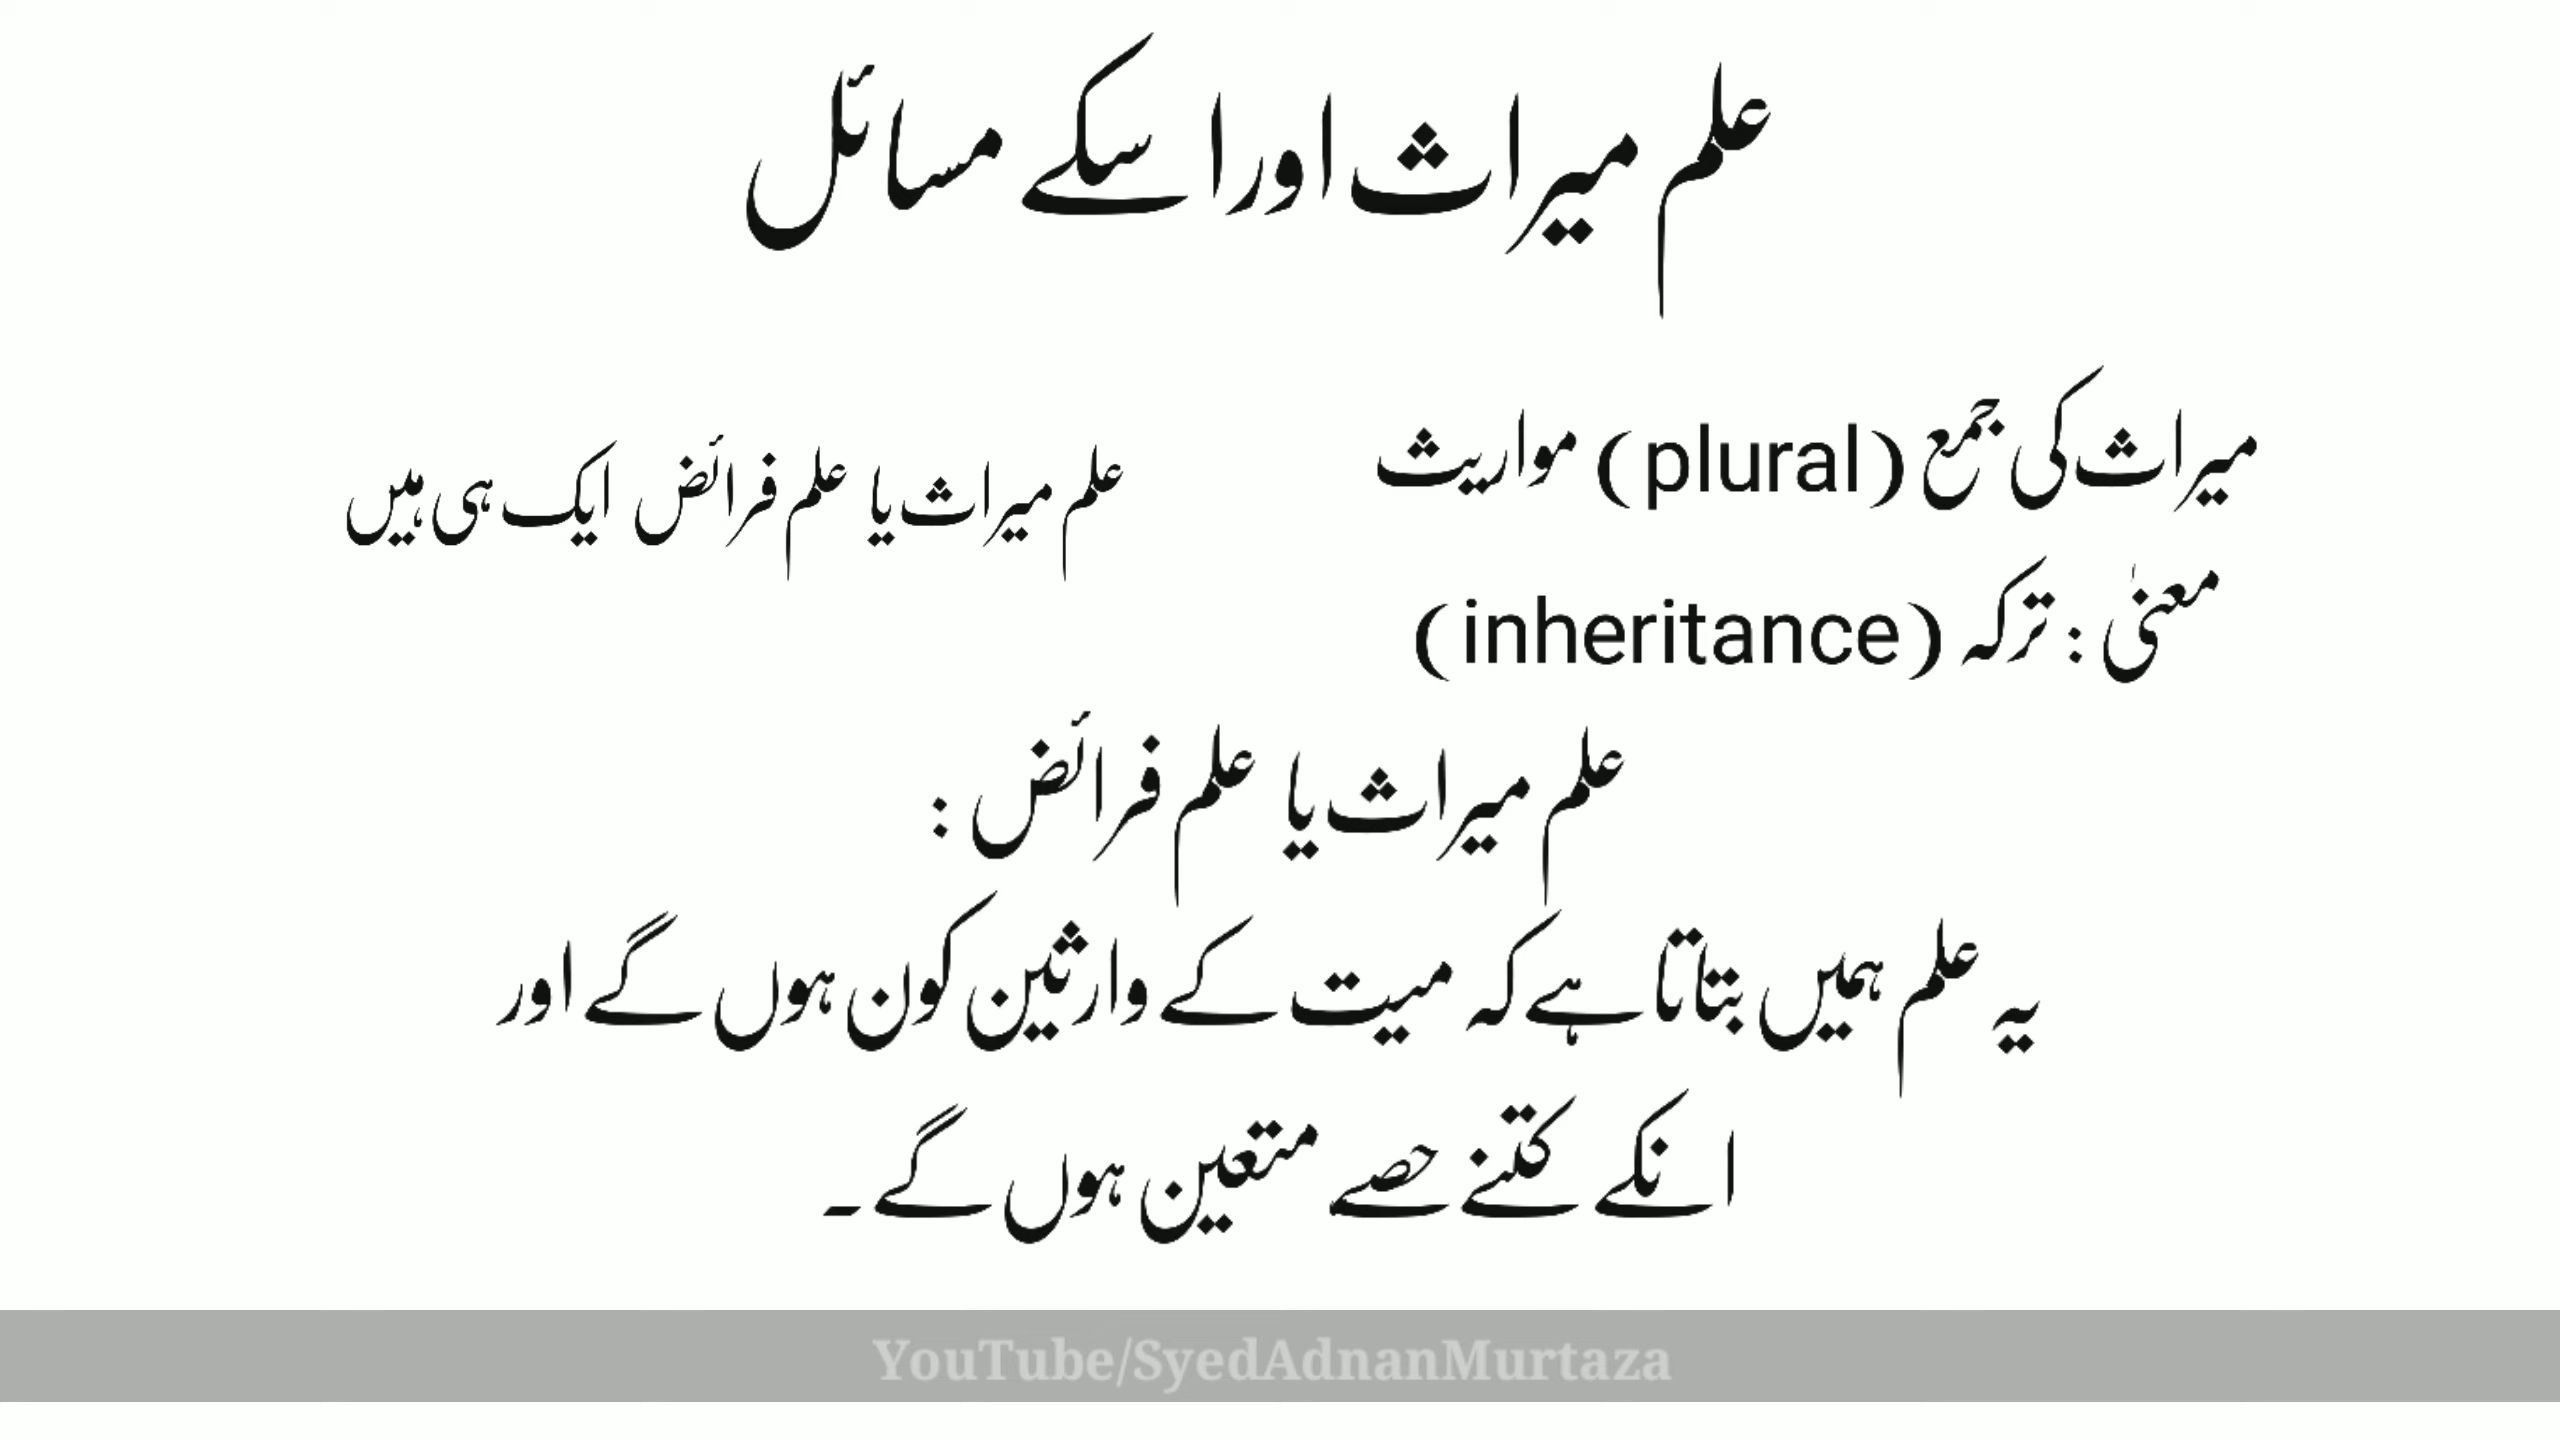 علم میراث اور اسکے مسائل
میراث کی جمع (plural) مواریث
علم میراث یا علم فرائض ایک ہی ہیں
معنیٰ : ترکہ (inheritance)
علم میراث یا علم فرائض :
یہ علم ہمیں بتاتا ہے کہ میت کے وارثین کون ہوں گے اور
انکے کتنے حصے متعین ہوں گے۔
YouTube/SyedAdnanMurtaza